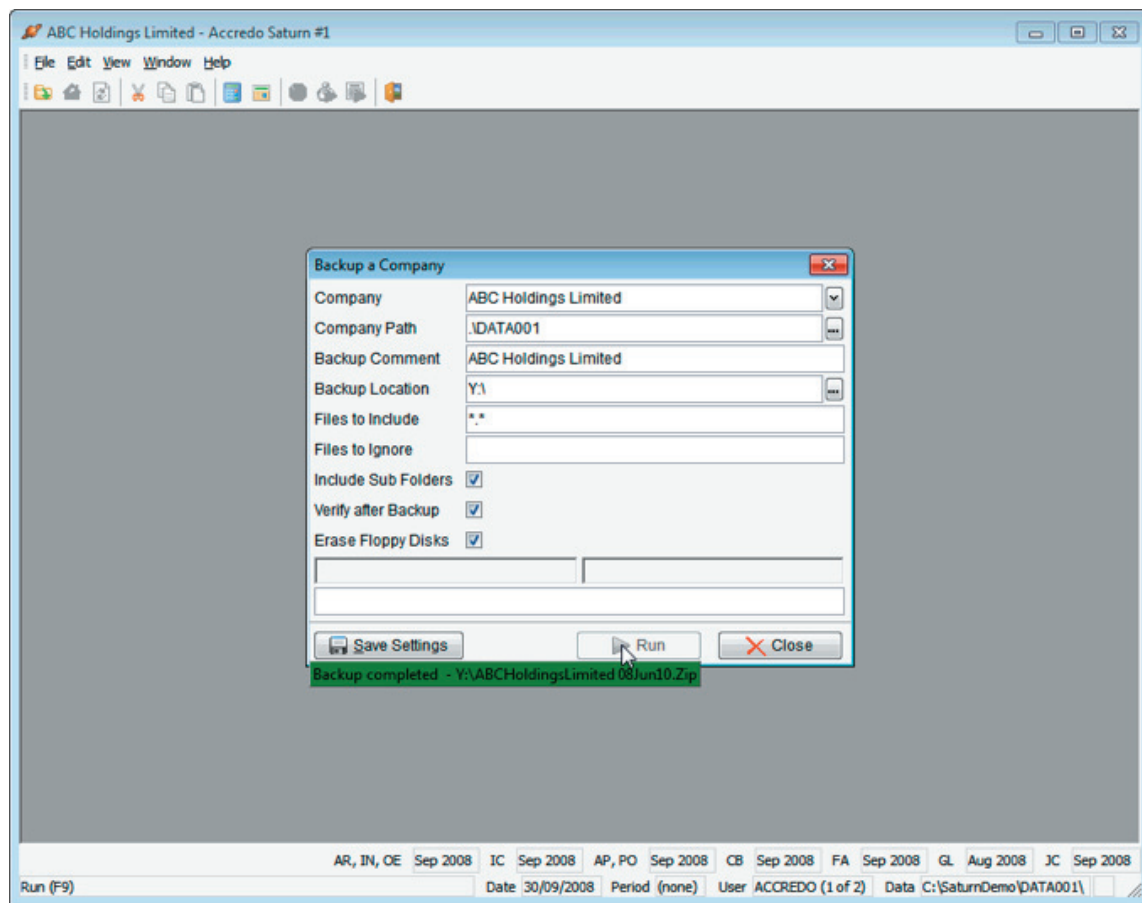 ABC Holdings Limited - Accredo Saturn #1
File Edit View Window Help
Backup a Company
Company ABC Holdings Limited
Company Path .\DATA001
Backup Comment ABC Holdings Limited
Backup Location Y:\
Files to Include *.*
Files to Ignore
Include Sub Folders
Verify after Backup
Erase Floppy Disks
Save Settings Run Close
Backup completed - Y:\ABCHoldingsLimited 08Jun10.Zip
AR, IN, OE Sep 2008 IC Sep 2008 AP, PO Sep 2008 CB Sep 2008 FA Sep 2008 GL Aug 2008 JC Sep 2008
Run (F9) Date 30/09/2008 Period (none) User ACCREDO (1 of 2) Data C:\SaturnDemo\DATA001\